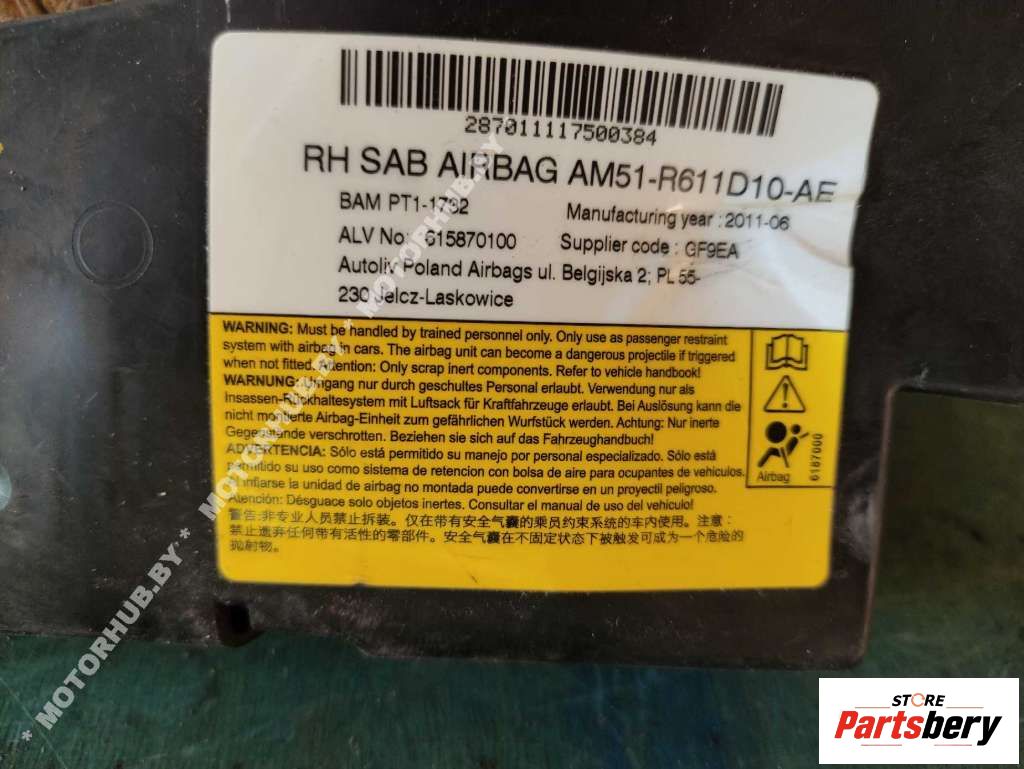 287011117500384
RH SAB AIRBAG AM51-R611D10-AE
BAM PT1-1782 Manufacturing year : 2011-06
ALV No: 615870100 Supplier code : GF9EA
Autoliv Poland Airbags ul. Belgijska 2; PL 55-
230 Jelcz-Laskowice
WARNING: Must be handled by trained personnel only. Only use as passenger restraint
system with airbag in cars. The airbag unit can become a dangerous projectile if triggered
when not fitted. Attention: Only scrap inert components. Refer to vehicle handbook!
WARNUNG: Umgang nur durch geschultes Personal erlaubt. Verwendung nur als
Insassen-Rückhaltesystem mit Luftsack für Kraftfahrzeuge erlaubt. Bei Auslösung kann die
nicht montierte Airbag-Einheit zum gefährlichen Wurfstück werden. Achtung: Nur inerte
Gegenstände verschrotten. Beziehen sie sich auf das Fahrzeughandbuch!
ADVERTENCIA: Sólo está permitido su manejo por personal especializado. Sólo está
permitido su uso como sistema de retencion con bolsa de aire para ocupantes de vehículos.
Si inflarse la unidad de airbag no montada puede convertirse en un proyectil peligroso.
Atención: Désguace solo objetos inertes. Consultar el manual de uso del vehículo!
警告:非专业人员禁止拆装。仅在带有安全气囊的乘员约束系统的车内使用。注意:
禁止遗弃任何带有活性的零部件。安全气囊在不固定状态下被触发可成为一个危险的
抛射物。
Airbag
6187000
* MOTORHUB.BY * MOTORHUB.BY * MOTORHUB.BY
STORE
Partsbery